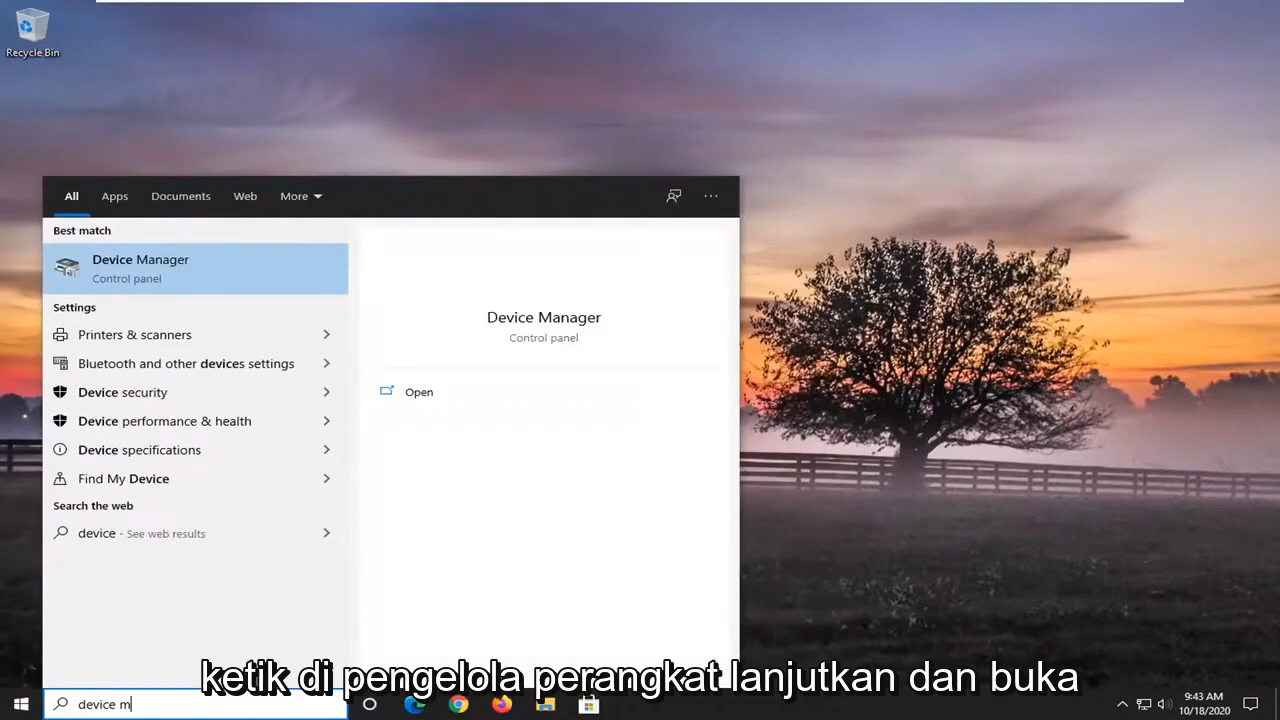 Recycle Bin
All Apps Documents Web More
Best match
Device Manager
Control panel
Settings
Printers & scanners
Bluetooth and other devices settings
Device security
Device performance & health
Device specifications
Find My Device
Search the web
device - See web results
Device Manager
Control panel
Open
ketik di pengelola perangkat lanjutkan dan buka
device m
9:43 AM
10/18/2020